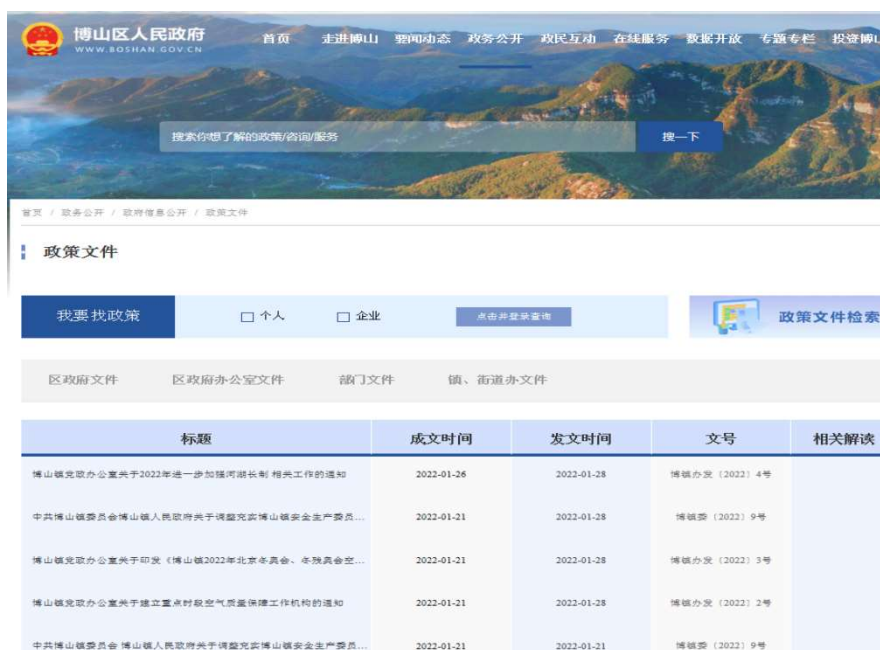 博山区人民政府
WWW.BOSHAN.GOV.CN
首页 走进博山 要闻动态 政务公开 政民互动 在线服务 数据开放 专题专栏 投资博山
搜索你想了解的政策/咨询/服务 搜一下
首页 / 政务公开 / 政府信息公开 / 政策文件
政策文件
我要找政策 个人 企业 点击并登录查询 政策文件检索
区政府文件 区政府办公室文件 部门文件 镇、街道办文件
标题 成文时间 发文时间 文号 相关解读
博山镇党政办公室关于2022年进一步加强河湖长制 相关工作的通知 2022-01-26 2022-01-28 博镇办发〔2022〕4号
中共博山镇委员会博山镇人民政府关于调整充实博山镇安全生产委员... 2022-01-21 2022-01-28 博镇委〔2022〕9号
博山镇党政办公室关于印发《博山镇2022年北京冬奥会、冬残奥会空... 2022-01-21 2022-01-28 博镇办发〔2022〕3号
博山镇党政办公室关于建立重点时段空气质量保障工作机构的通知 2022-01-21 2022-01-28 博镇办发〔2022〕2号
中共博山镇委员会 博山镇人民政府关于调整充实博山镇安全生产委员... 2022-01-21 2022-01-21 博镇委〔2022〕9号